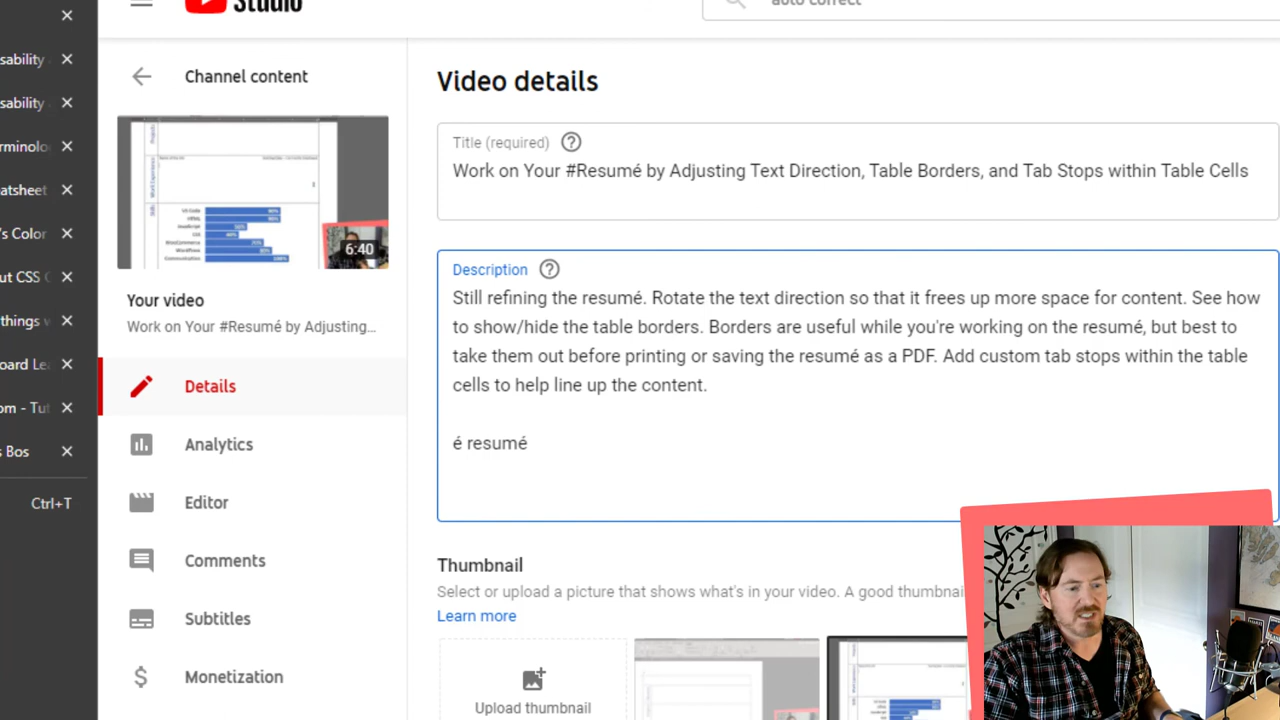 Studio
auto correct
sability
sability
rminolo
atsheet
's Color
ut CSS
things
oard Le
om - Tut
s Bos
Ctrl+T
Channel content
6:40
Your video
Work on Your #Resumé by Adjusting...
Details
Analytics
Editor
Comments
Subtitles
Monetization
Video details
Title (required)
Work on Your #Resumé by Adjusting Text Direction, Table Borders, and Tab Stops within Table Cells
Description
Still refining the resumé. Rotate the text direction so that it frees up more space for content. See how
to show/hide the table borders. Borders are useful while you're working on the resumé, but best to
take them out before printing or saving the resumé as a PDF. Add custom tab stops within the table
cells to help line up the content.
é resumé
Thumbnail
Select or upload a picture that shows what's in your video. A good thumbnai
Learn more
Upload thumbnail